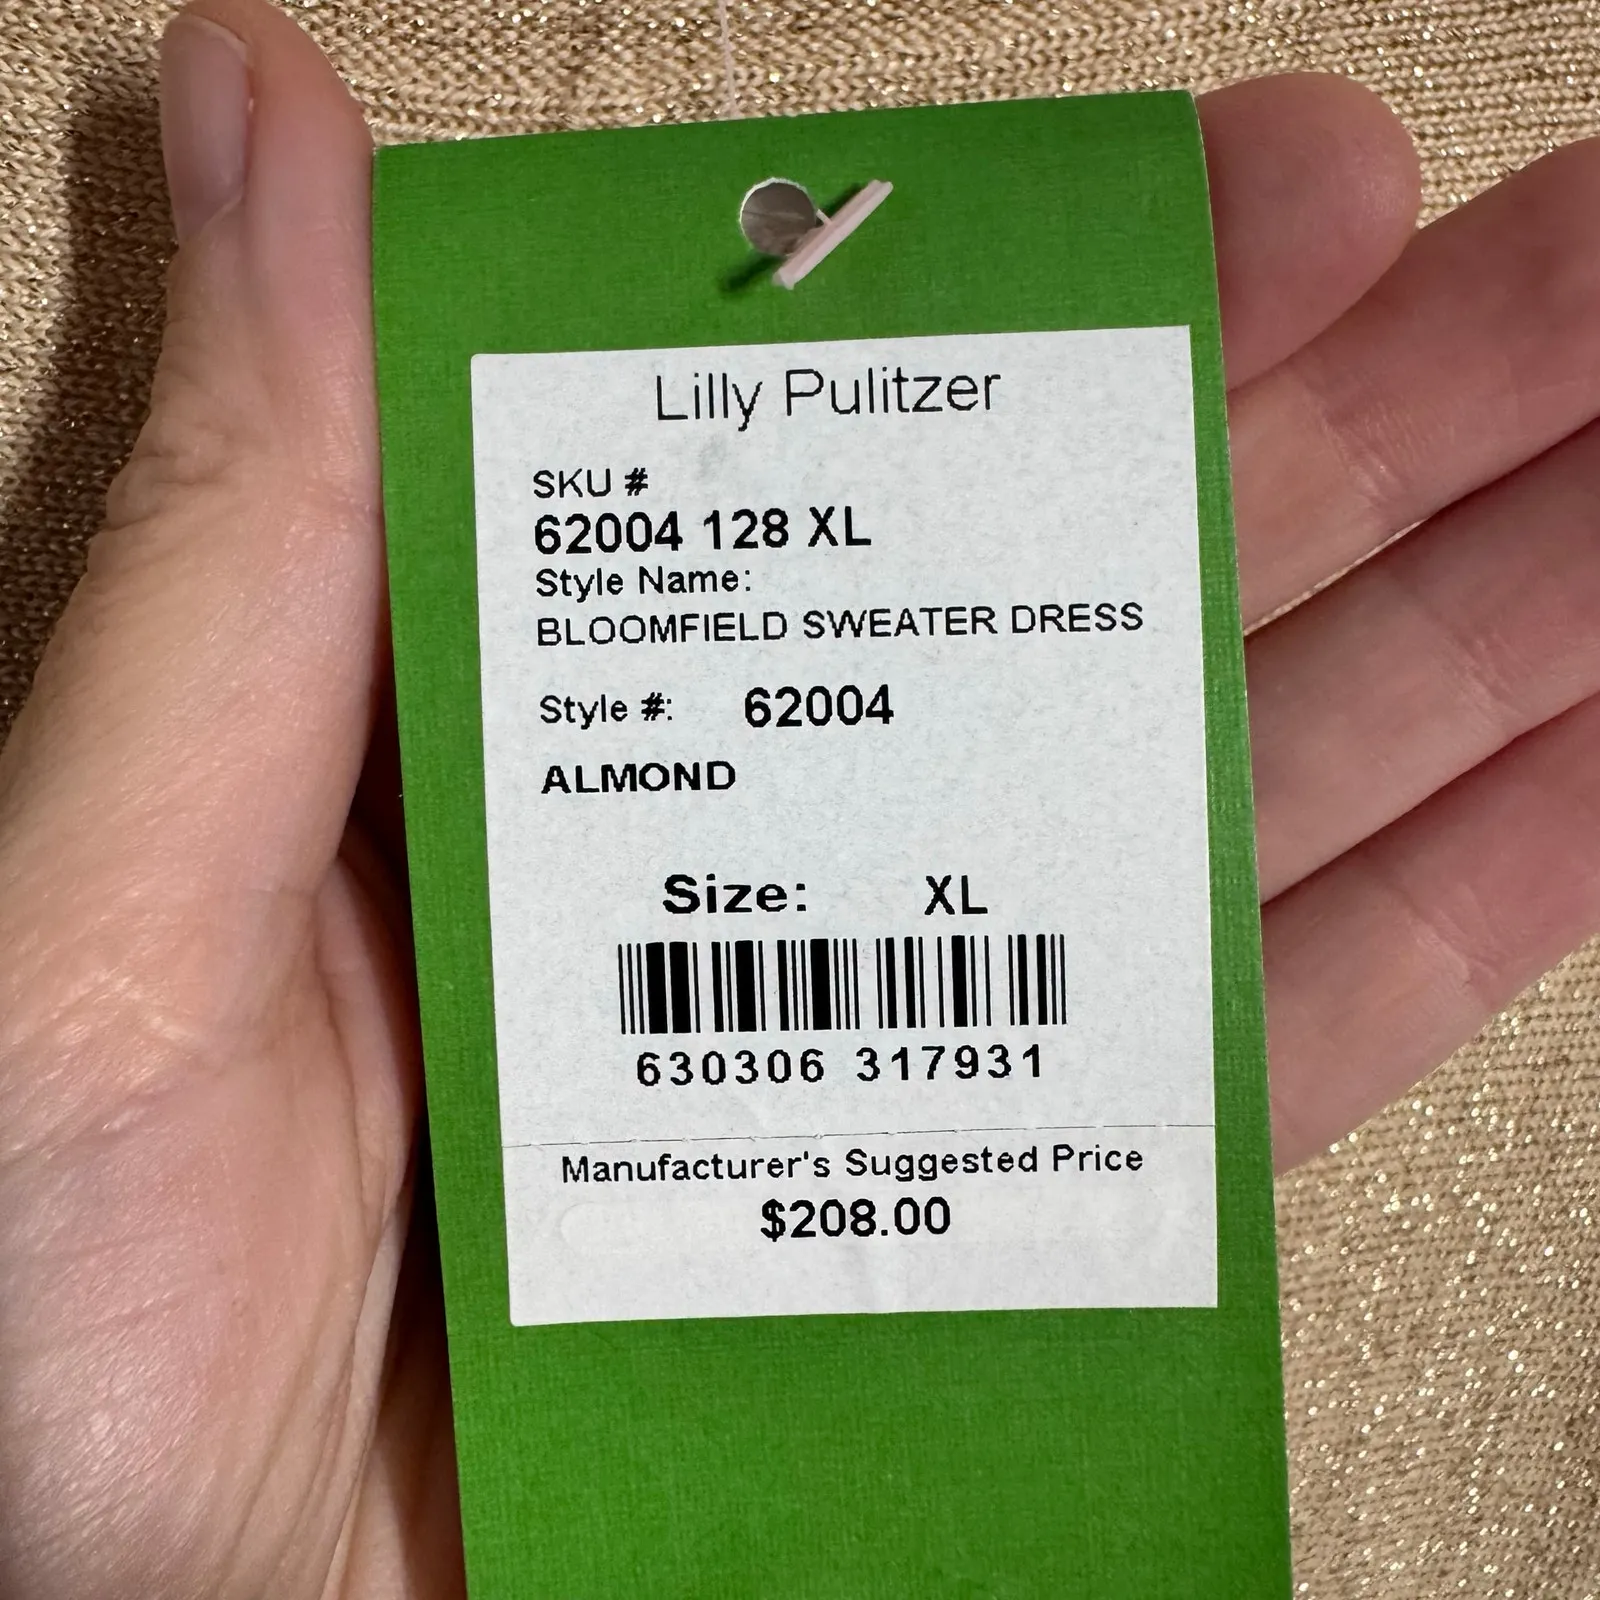 Lilly Pulitzer
SKU #
62004 128 XL
Style Name:
BLOOMFIELD SWEATER DRESS
Style #: 62004
ALMOND
Size: XL
630306 317931
Manufacturer's Suggested Price
$208.00